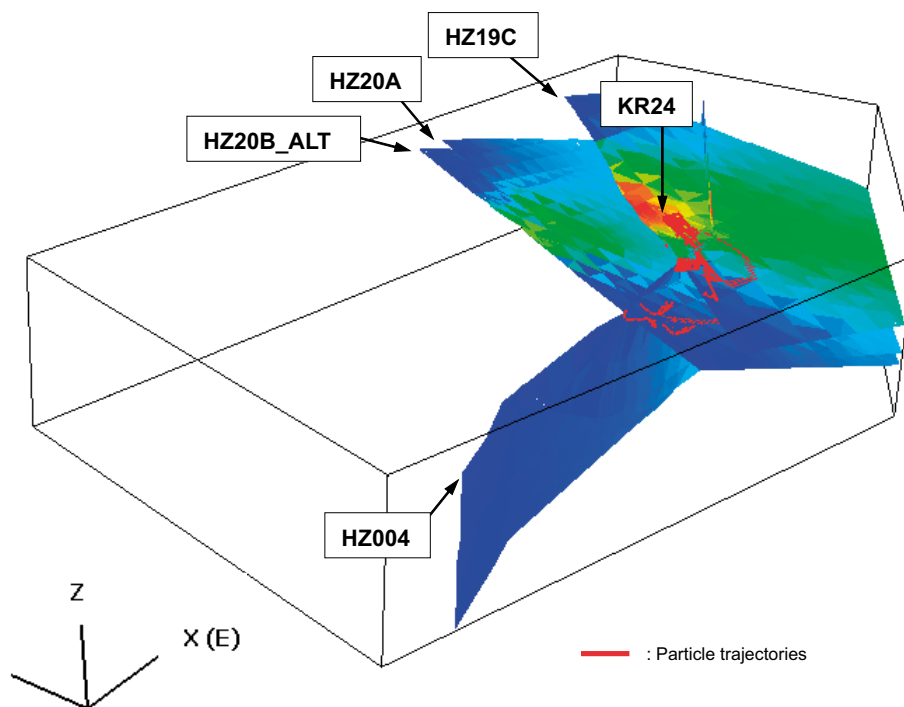 HZ19C
HZ20A
KR24
HZ20B_ALT
HZ004
Z
X (E)
: Particle trajectories